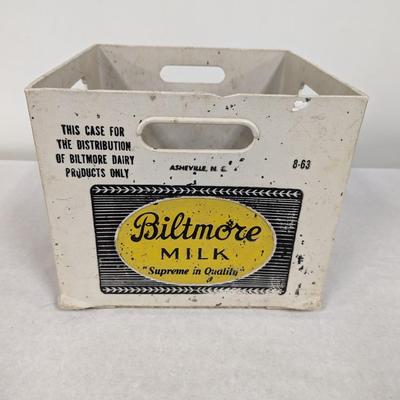 THIS CASE FOR
THE DISTRIBUTION
OF BILTMORE DAIRY
PRODUCTS ONLY
ASHEVILLE, N. C.
8-63
Biltmore
MILK
"Supreme in Quality"